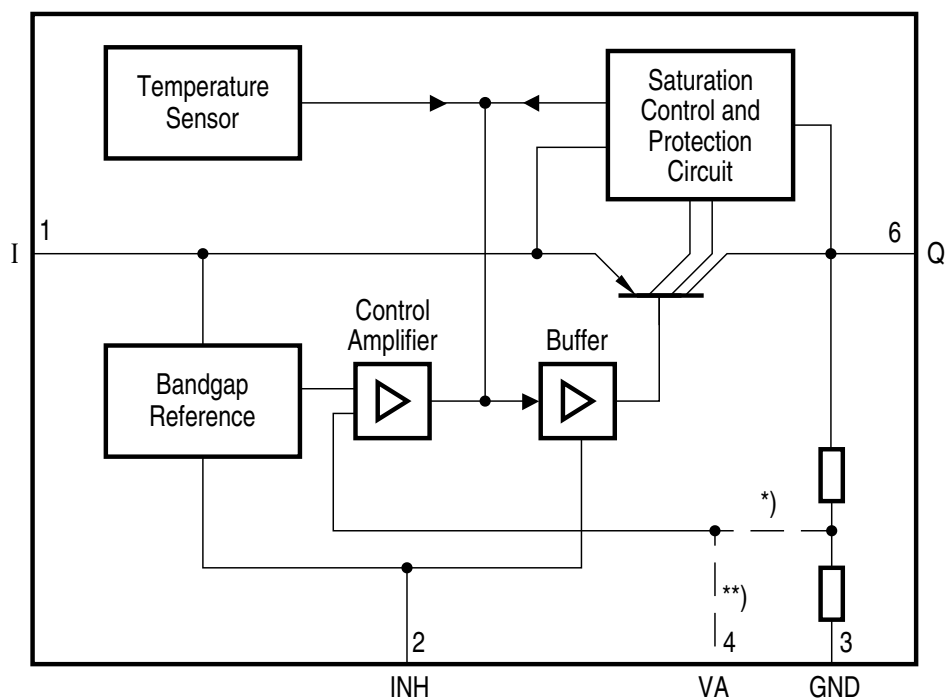 Temperature
Sensor
Saturation
Control and
Protection
Circuit
1
I
6
Q
Control
Amplifier
Buffer
Bandgap
Reference
*)
**)
2
4
3
INH
VA
GND